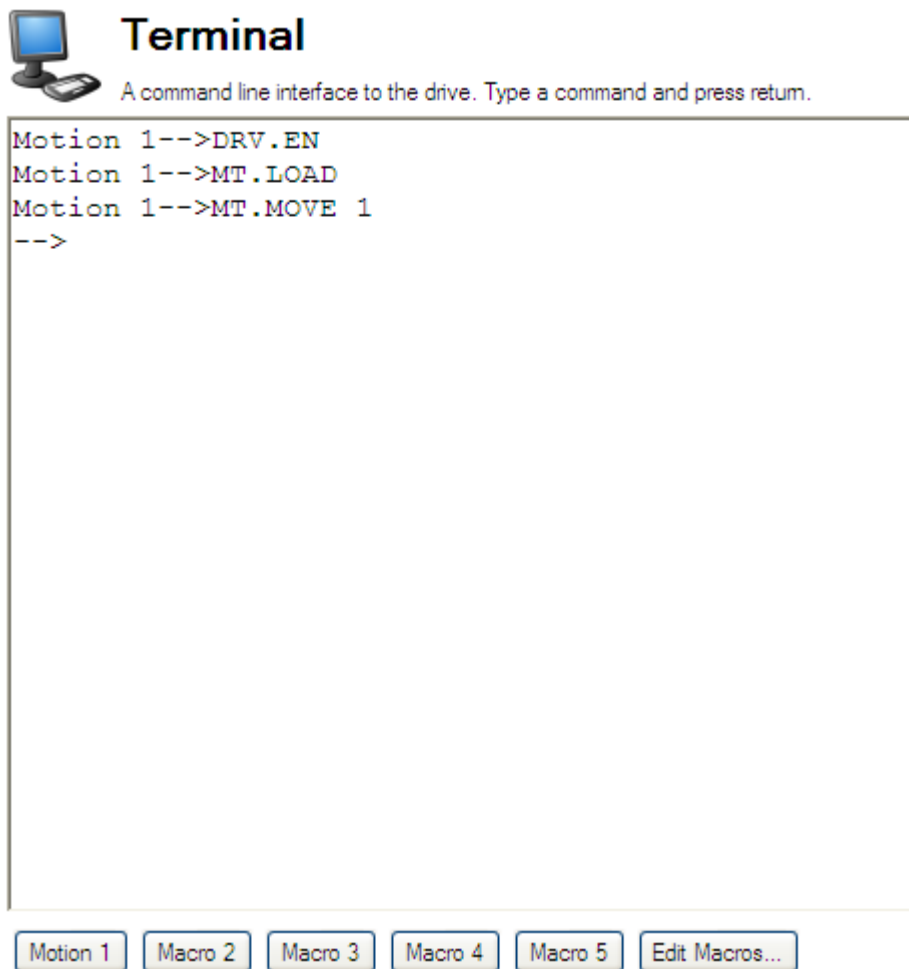 Terminal
A command line interface to the drive. Type a command and press return.
Motion 1-->DRV.EN
Motion 1-->MT.LOAD
Motion 1-->MT.MOVE 1
-->
Motion 1 Macro 2 Macro 3 Macro 4 Macro 5 Edit Macros...